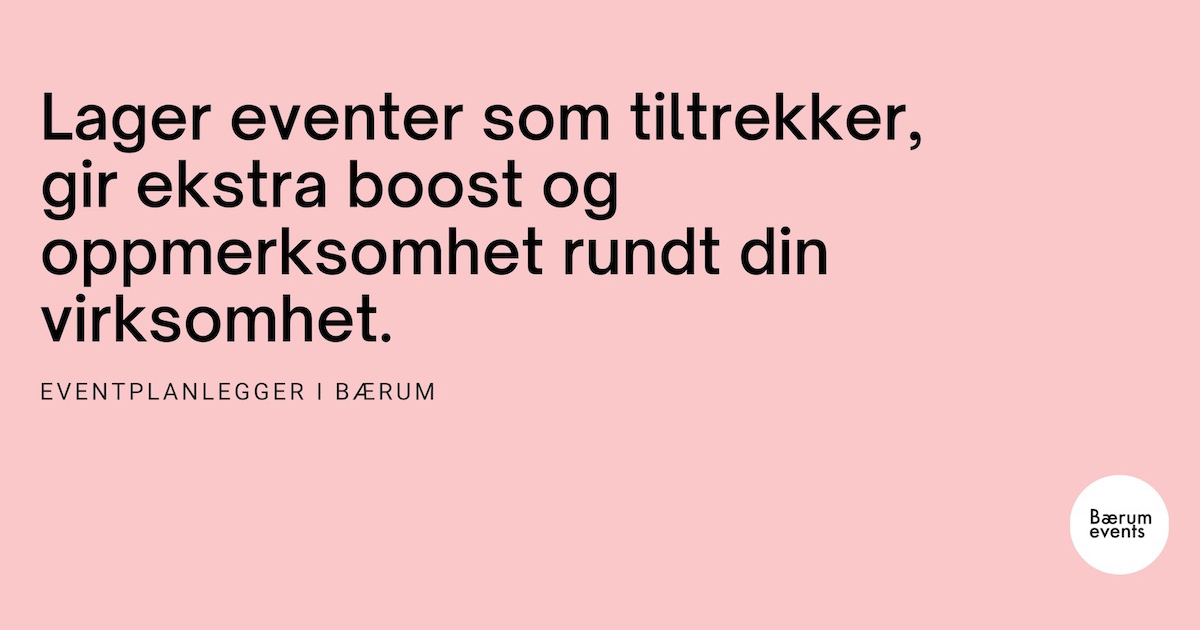 Lager eventer som tiltrekker,
gir ekstra boost og
oppmerksomhet rundt din
virksomhet.
EVENTPLANLEGGER I BÆRUM
Bærum
events